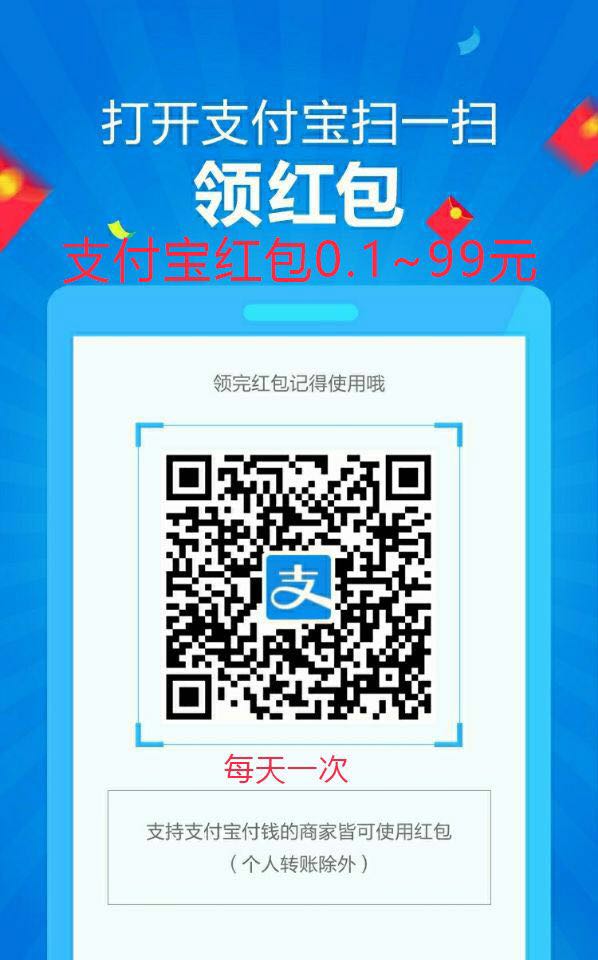 打开支付宝扫一扫
领红包
支付宝红包0.1~99元
领完红包记得使用哦
支
每天一次
支持支付宝付钱的商家皆可使用红包
（个人转账除外）